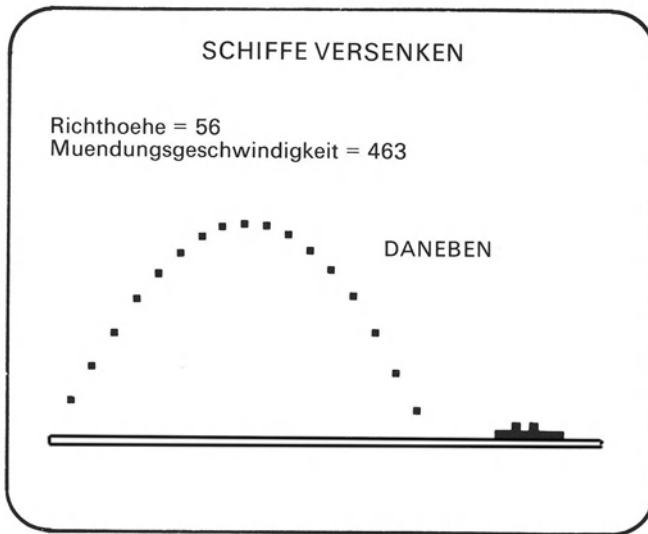 SCHIFFE VERSENKEN
Richthoehe = 56
Muendungsgeschwindigkeit = 463
DANEBEN